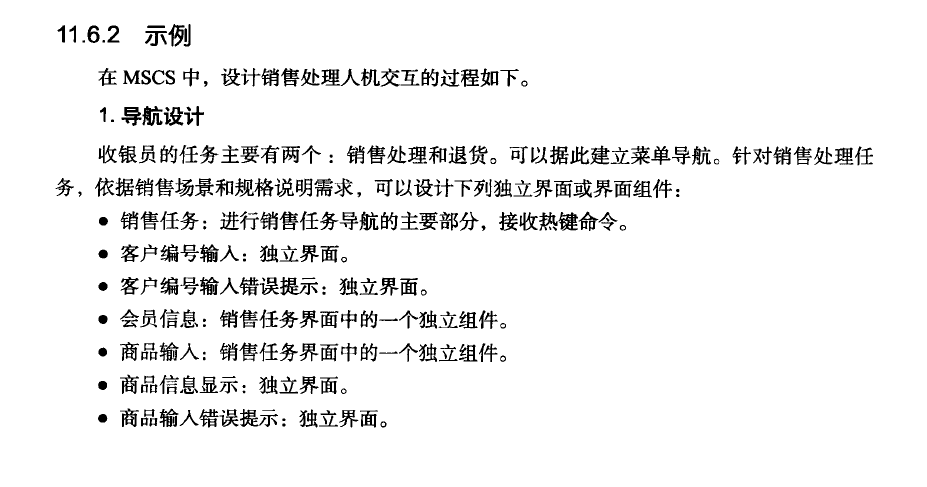 11.6.2 示例
在 MSCS 中，设计销售处理人机交互的过程如下。
1. 导航设计
收银员的任务主要有两个：销售处理和退货。可以据此建立菜单导航。针对销售处理任
务，依据销售场景和规格说明需求，可以设计下列独立界面或界面组件：
● 销售任务：进行销售任务导航的主要部分，接收热键命令。
● 客户编号输入：独立界面。
● 客户编号输入错误提示：独立界面。
● 会员信息：销售任务界面中的一个独立组件。
● 商品输入：销售任务界面中的一个独立组件。
● 商品信息显示：独立界面。
● 商品输入错误提示：独立界面。